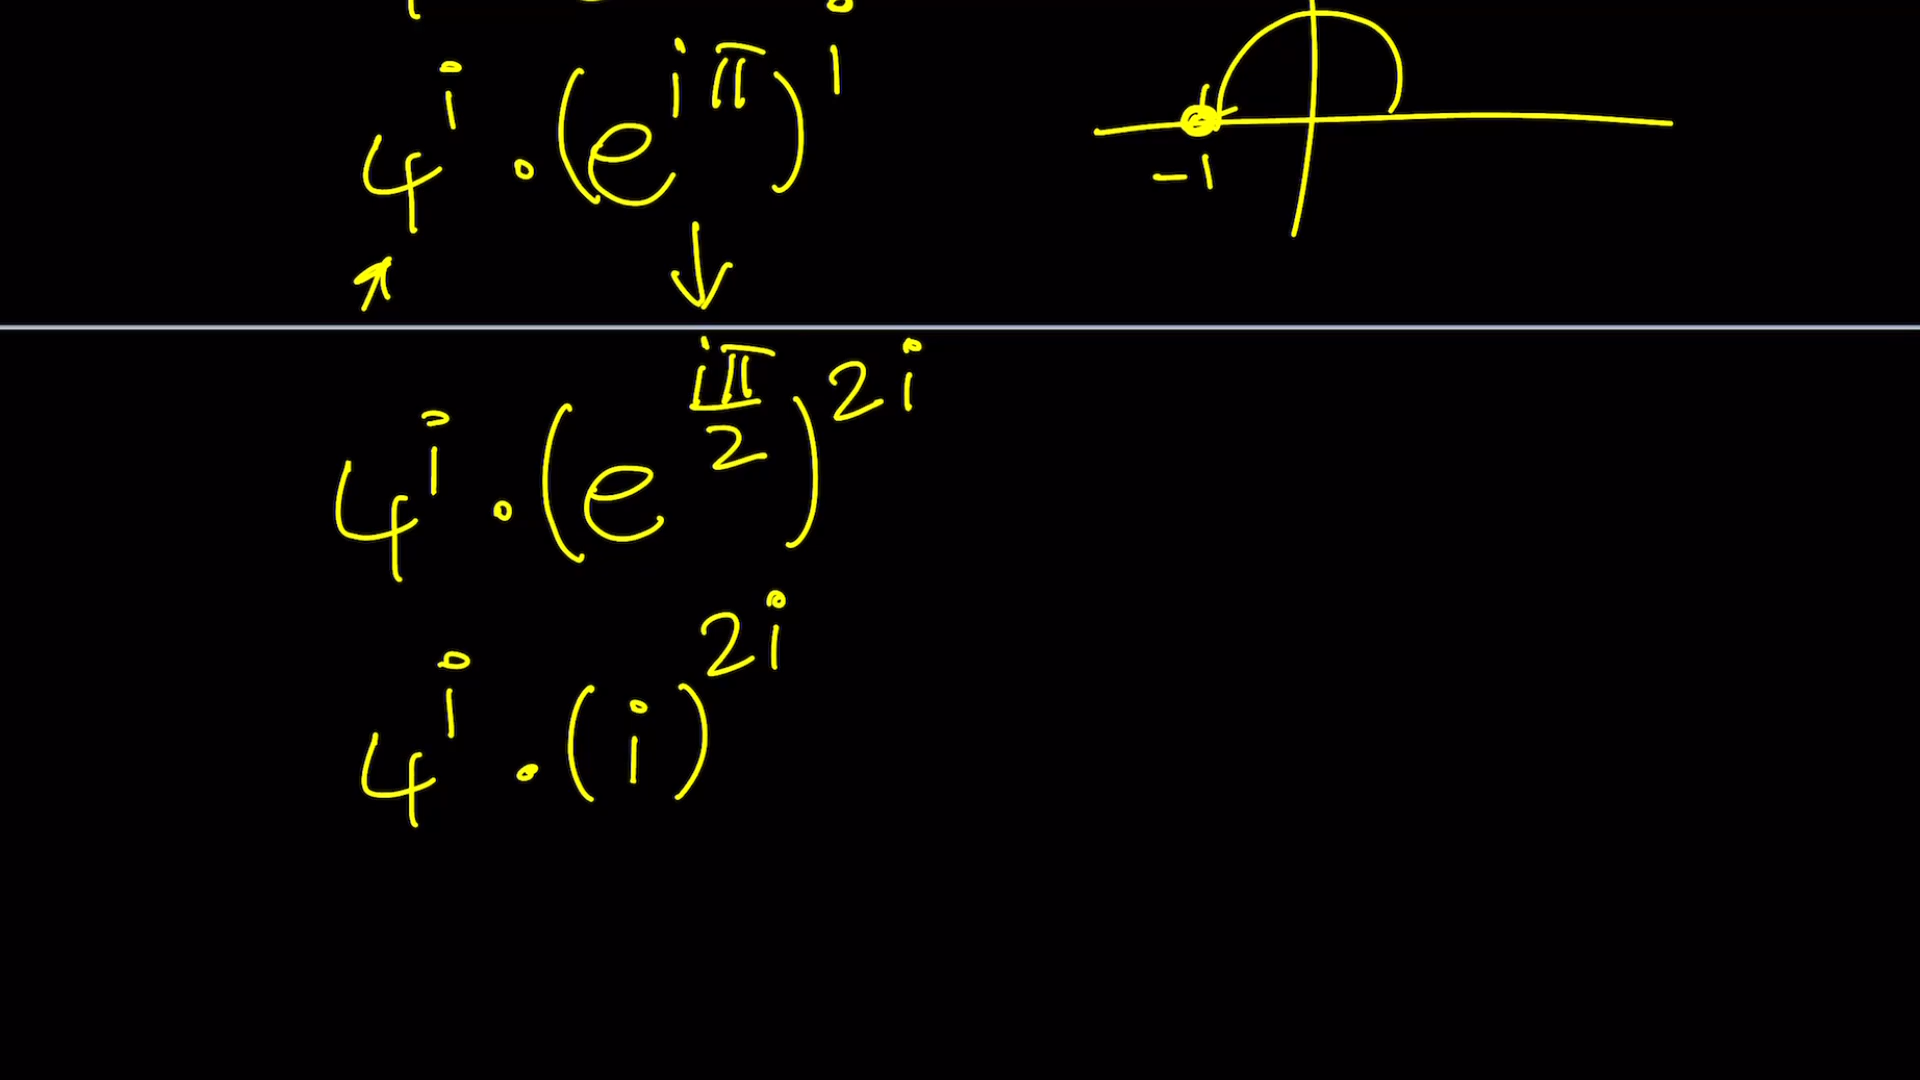 4^i · (e^{iπ})^i
-1
4^i · (e^{iπ/2})^{2i}
4^i · (i)^{2i}